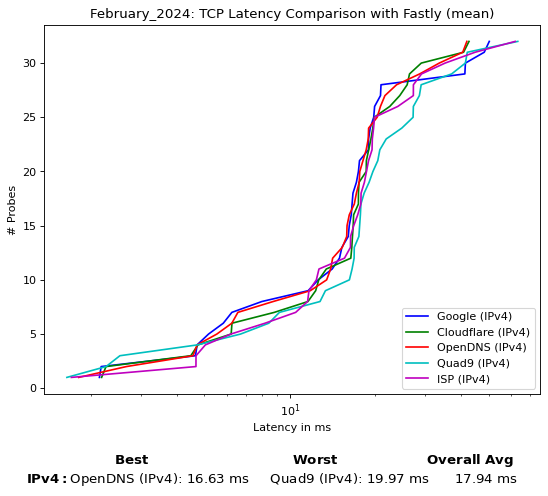 February_2024: TCP Latency Comparison with Fastly (mean)
# Probes
30
25
20
15
10
5
0
Google (IPv4)
Cloudflare (IPv4)
OpenDNS (IPv4)
Quad9 (IPv4)
ISP (IPv4)
10^1
Latency in ms
Best Worst Overall Avg
IPv4: OpenDNS (IPv4): 16.63 ms Quad9 (IPv4): 19.97 ms 17.94 ms